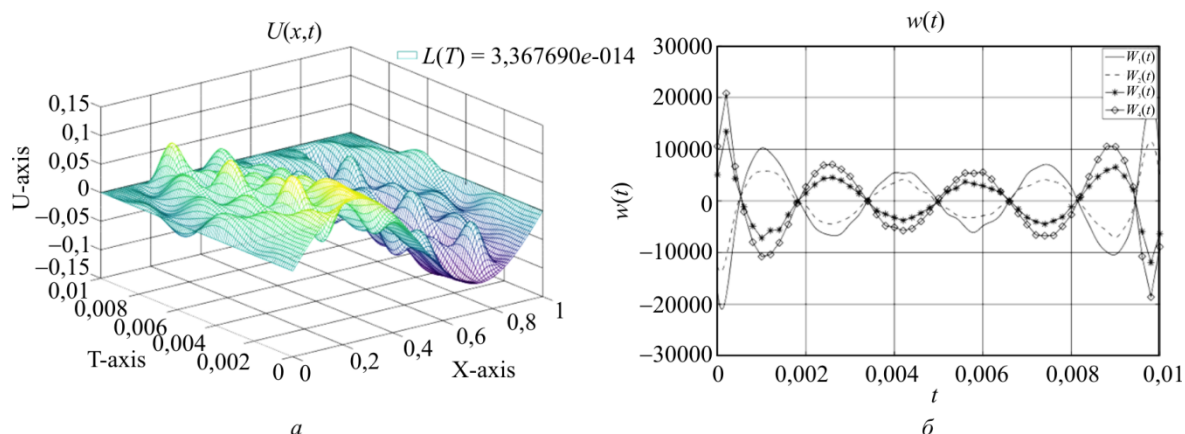 U(x,t)
L(T) = 3,367690e-014
U-axis
0,15
0,1
0,05
0
−0,05
−0,1
−0,15
0,01
0,008
0,006
0,004
0,002
0
T-axis
0
0,2
0,4
0,6
0,8
1
X-axis
а
w(t)
W₁(t)
W₂(t)
W₃(t)
W₄(t)
w(t)
30000
20000
10000
0
−10000
−20000
−30000
0
0,002
0,004
0,006
0,008
0,01
t
б